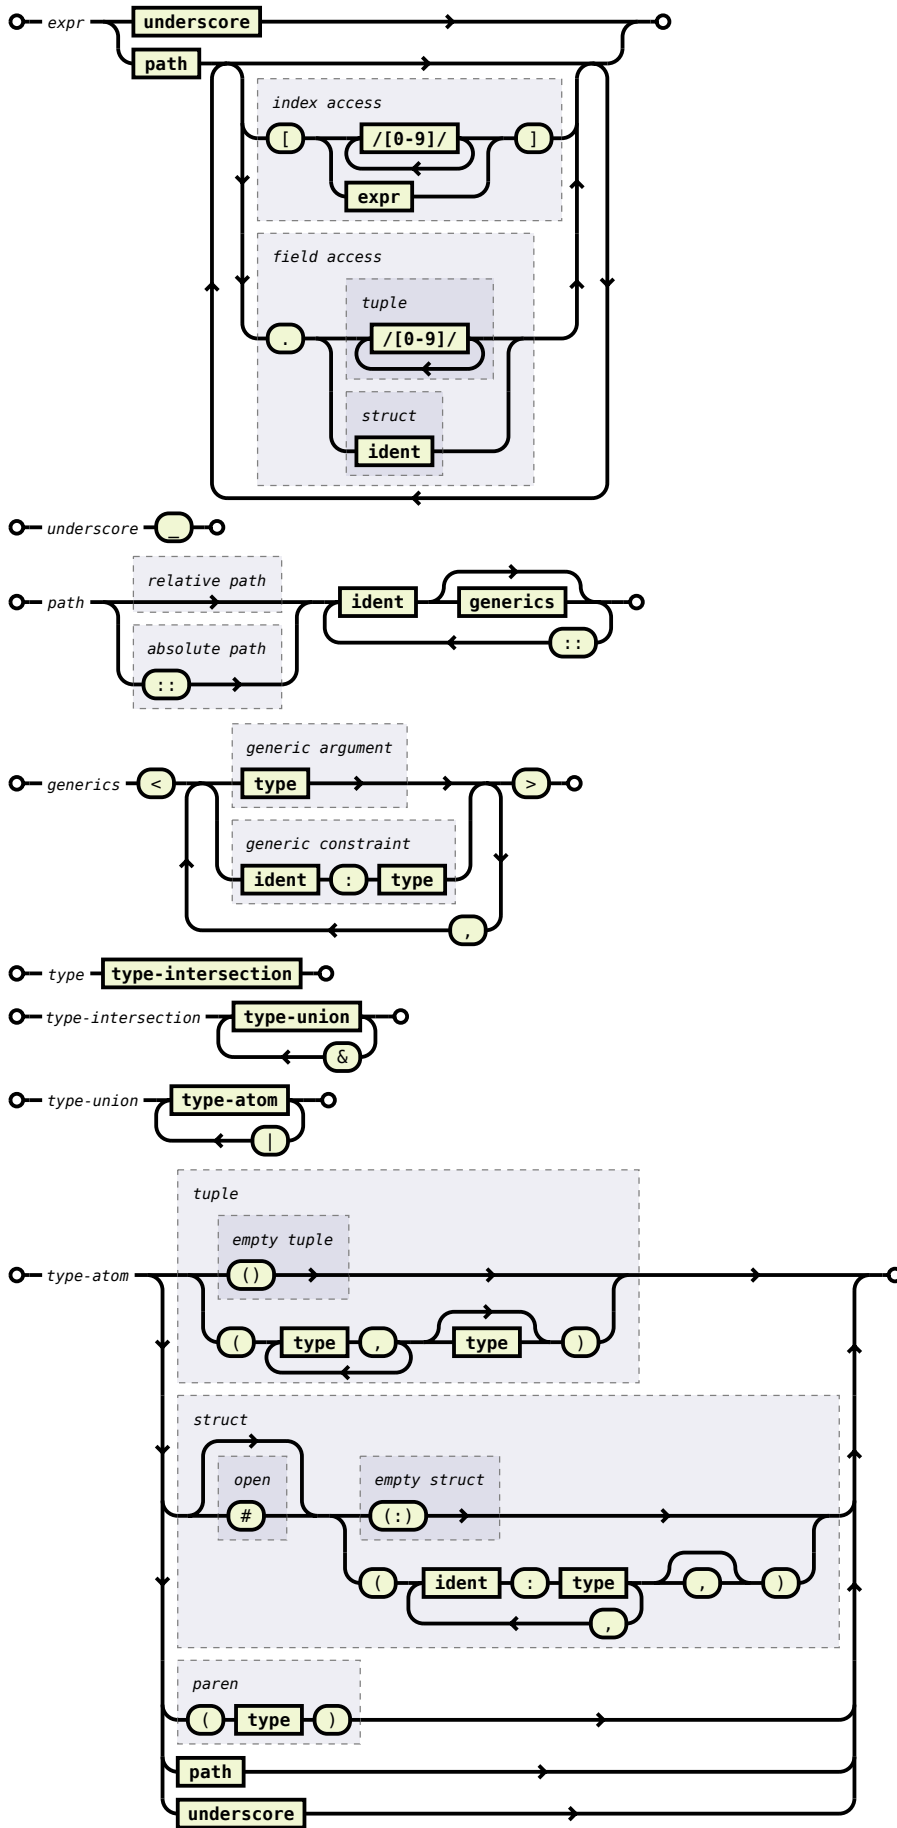 expr underscore
path
index access
[ /[0-9]/ ]
expr
field access
tuple
. /[0-9]/
struct
ident
underscore _
relative path
path ident generics
absolute path ::
::
generic argument
generics < type >
generic constraint
ident : type
,
type type-intersection
type-intersection type-union
&
type-union type-atom
|
tuple
empty tuple
type-atom ()
( type , type )
struct
open empty struct
# (:)
( ident : type , )
,
paren
( type )
path
underscore